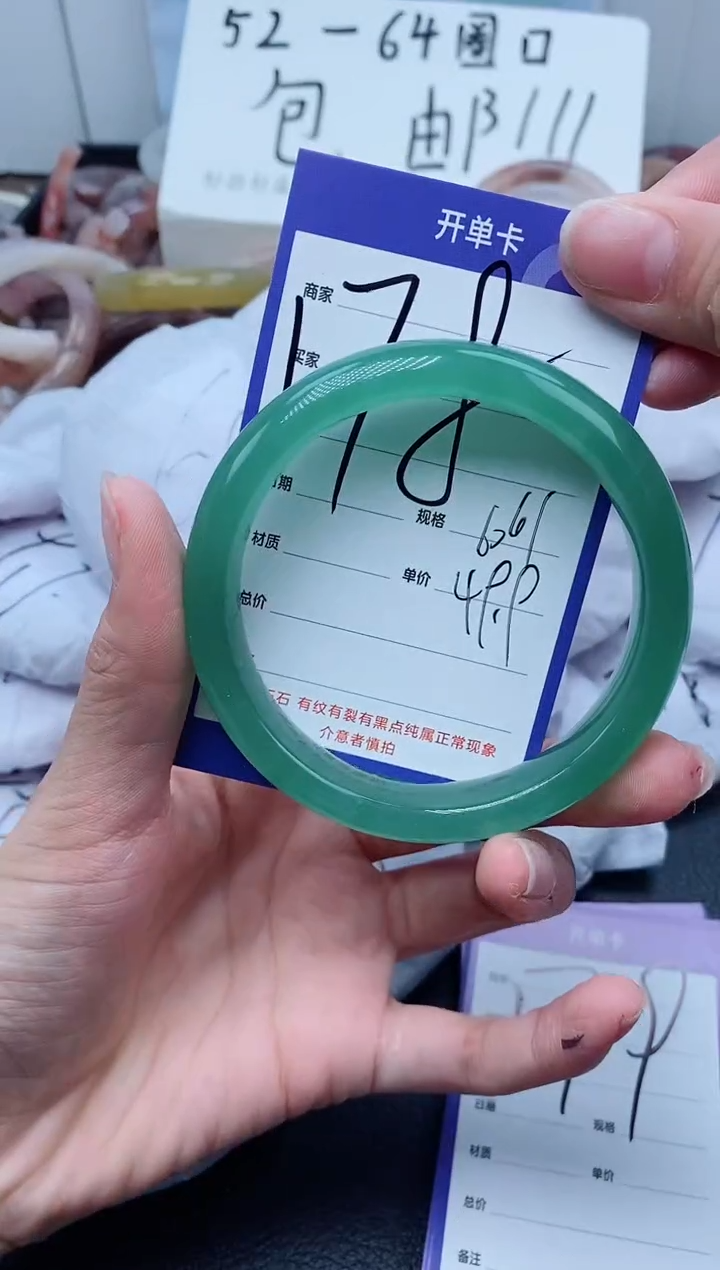 52-64圈口
包邮!!!
开单卡
商家
买家
178
期
规格
材质
单价
总价
石 有纹有裂有黑点纯属正常现象
介意者慎拍
开单卡
日期
规格
材质
单价
总价
备注